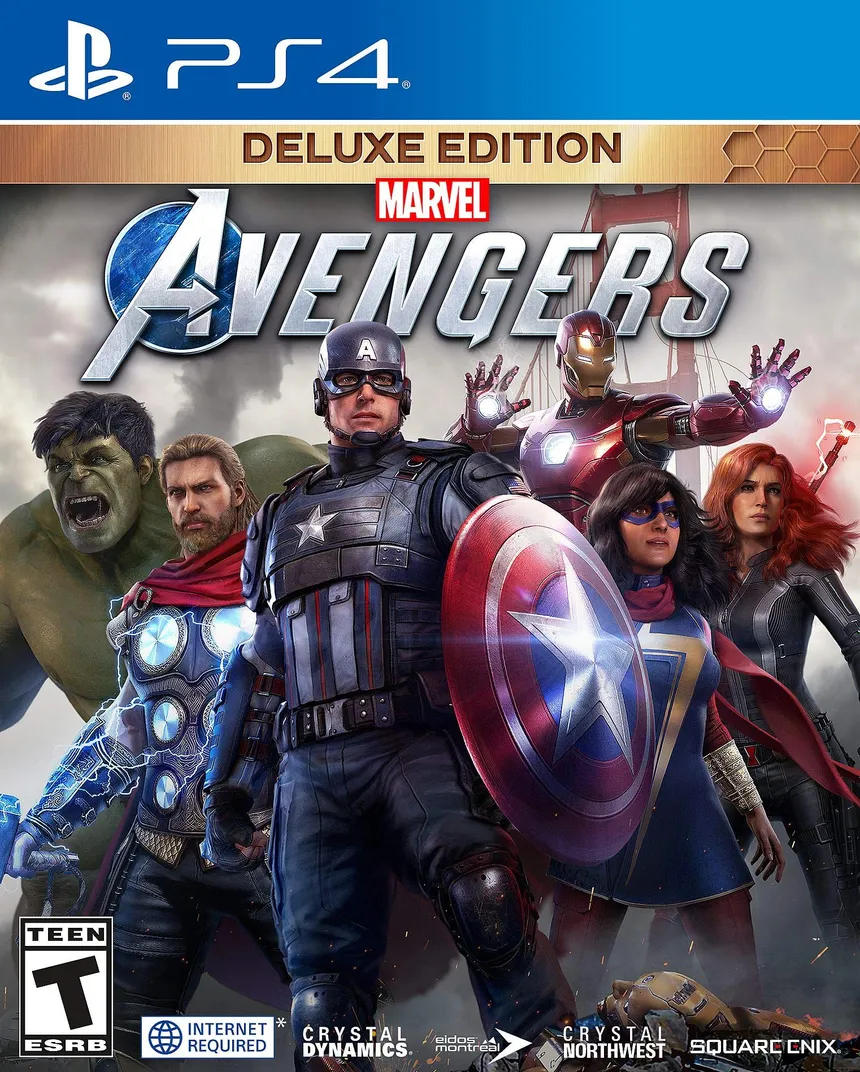 PS4®
DELUXE EDITION
MARVEL
AVENGERS
A
TEEN
T
ESRB
INTERNET
REQUIRED*
CRYSTAL
DYNAMICS®
eidos
montréal
CRYSTAL
NORTHWEST
SQUARE ENIX®